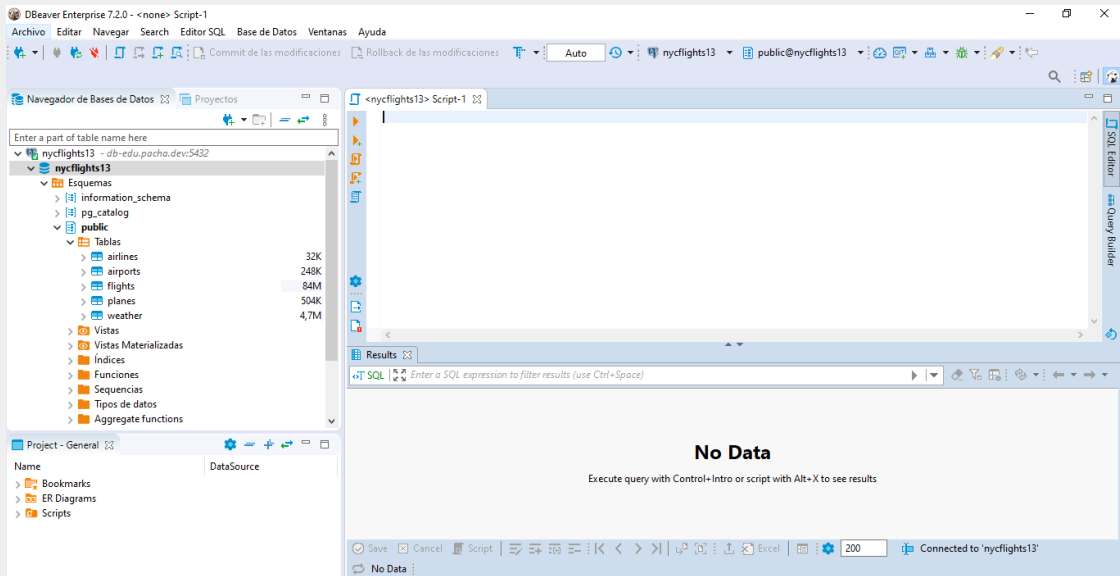 DBeaver Enterprise 7.2.0 - <none> Script-1
Archivo Editar Navegar Search Editor SQL Base de Datos Ventanas Ayuda
Commit de las modificaciones Rollback de las modificaciones Auto nycflights13 public@nycflights13
Navegador de Bases de Datos Proyectos
Enter a part of table name here
nycflights13 - db-edu.pacha.dev:5432
nycflights13
Esquemas
information_schema
pg_catalog
public
Tablas
airlines 32K
airports 248K
flights 84M
planes 504K
weather 4,7M
Vistas
Vistas Materializadas
Índices
Funciones
Sequencias
Tipos de datos
Aggregate functions
Project - General
Name DataSource
Bookmarks
ER Diagrams
Scripts
<nycflights13> Script-1
SQL Editor
Query Builder
Results
SQL Enter a SQL expression to filter results (use Ctrl+Space)
No Data
Execute query with Control+Intro or script with Alt+X to see results
Save Cancel Script Excel 200 Connected to 'nycflights13'
No Data